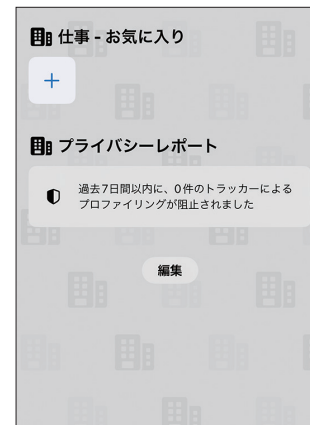 仕事 - お気に入り
プライバシーレポート
過去7日間以内に、0件のトラッカーによる
プロファイリングが阻止されました
編集